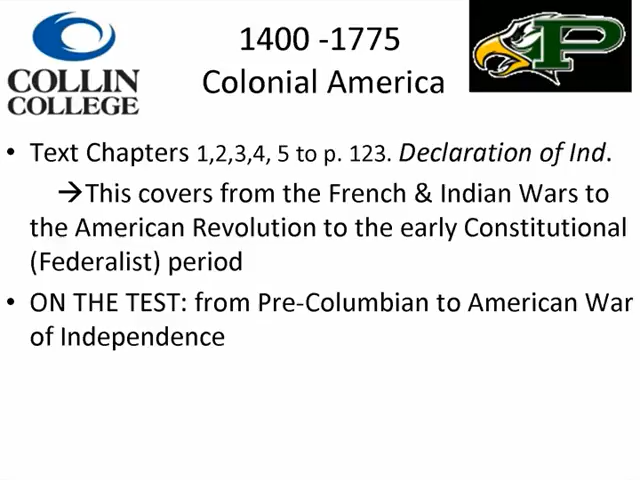 COLLIN
COLLEGE
1400 -1775
Colonial America
P
• Text Chapters 1,2,3,4, 5 to p. 123. Declaration of Ind.
→This covers from the French & Indian Wars to
the American Revolution to the early Constitutional
(Federalist) period
• ON THE TEST: from Pre-Columbian to American War
of Independence